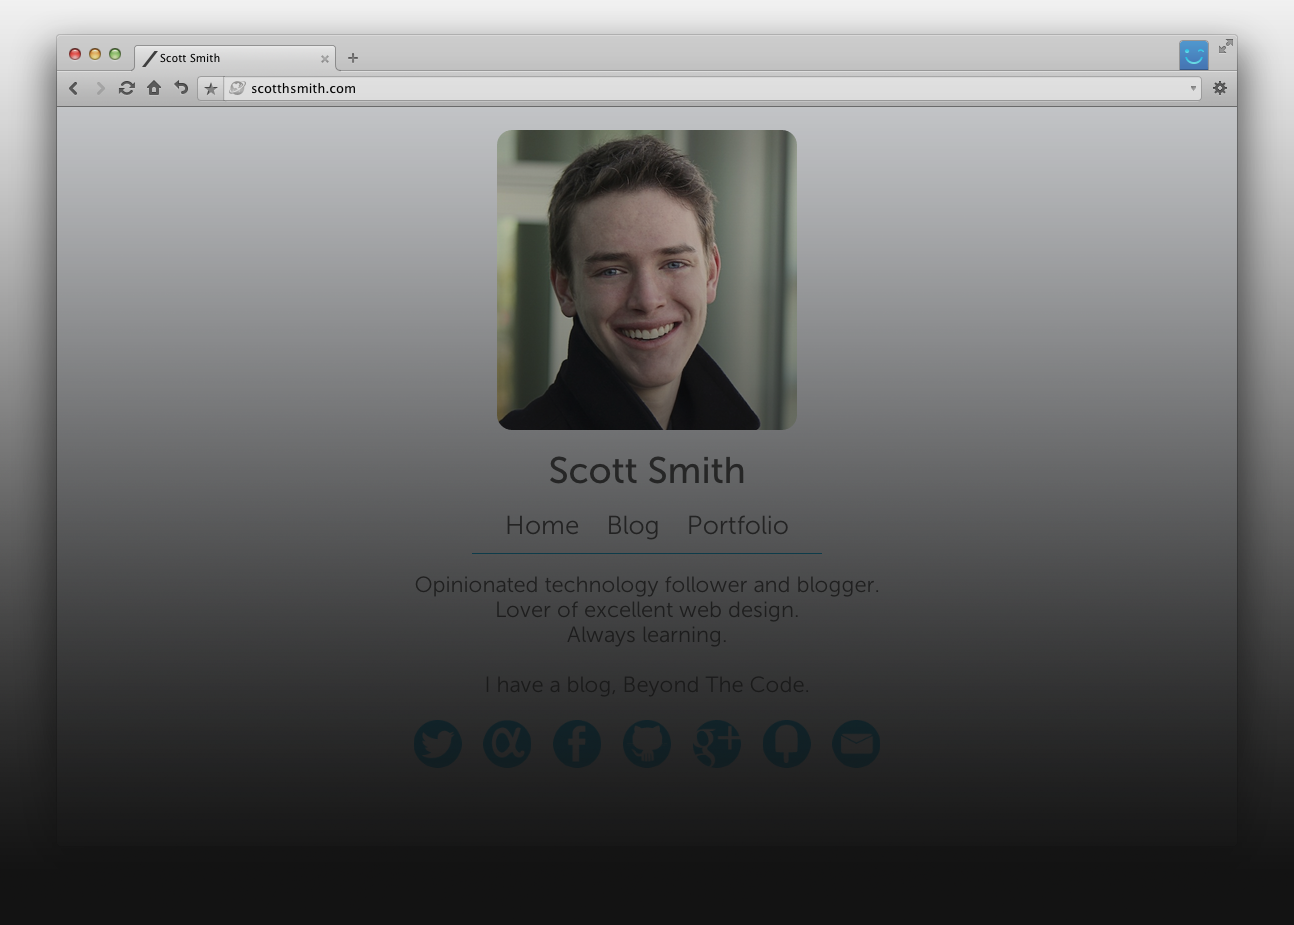 Scott Smith
scotthsmith.com
Scott Smith
Home Blog Portfolio
Opinionated technology follower and blogger.
Lover of excellent web design.
Always learning.
I have a blog, Beyond The Code.